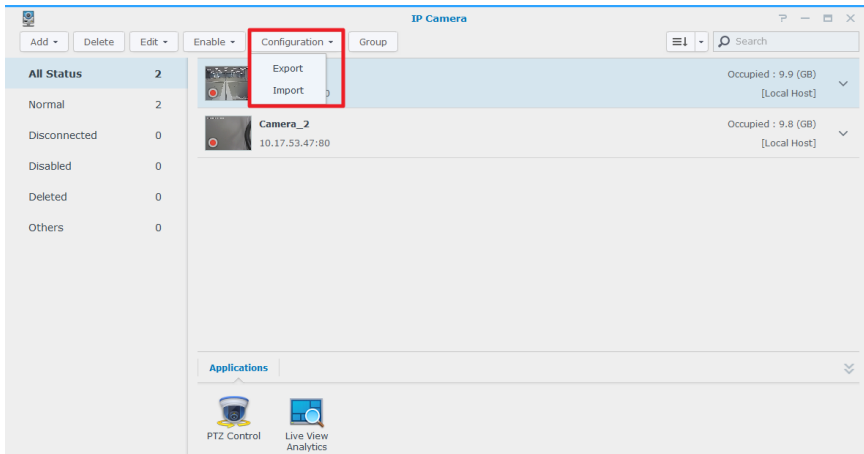 IP Camera
Add Delete Edit Enable Configuration Group Search
All Status 2
Normal 2
Disconnected 0
Disabled 0
Deleted 0
Others 0
Export
Import
Occupied : 9.9 (GB)
[Local Host]
Camera_2
10.17.53.47:80
Occupied : 9.8 (GB)
[Local Host]
Applications
PTZ Control
Live View
Analytics